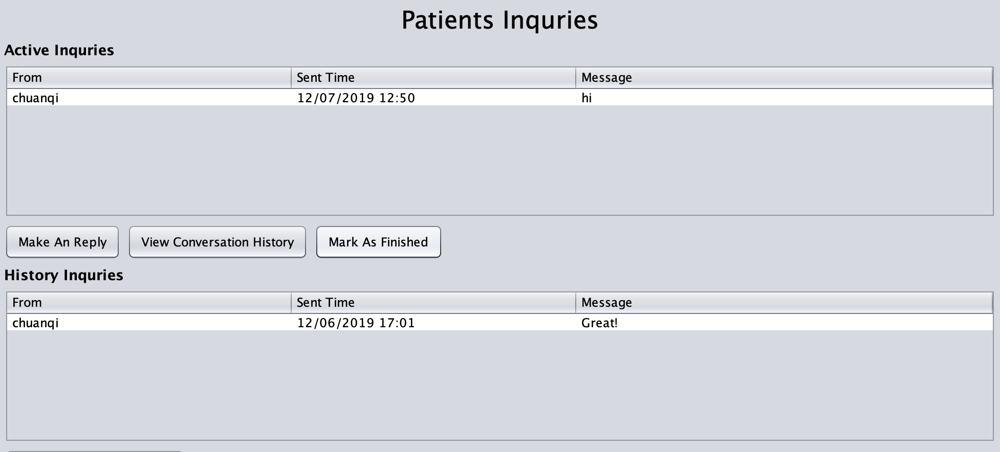 Patients Inquries
Active Inquries
From Sent Time Message
chuanqi 12/07/2019 12:50 hi
Make An Reply View Conversation History Mark As Finished
History Inquries
From Sent Time Message
chuanqi 12/06/2019 17:01 Great!